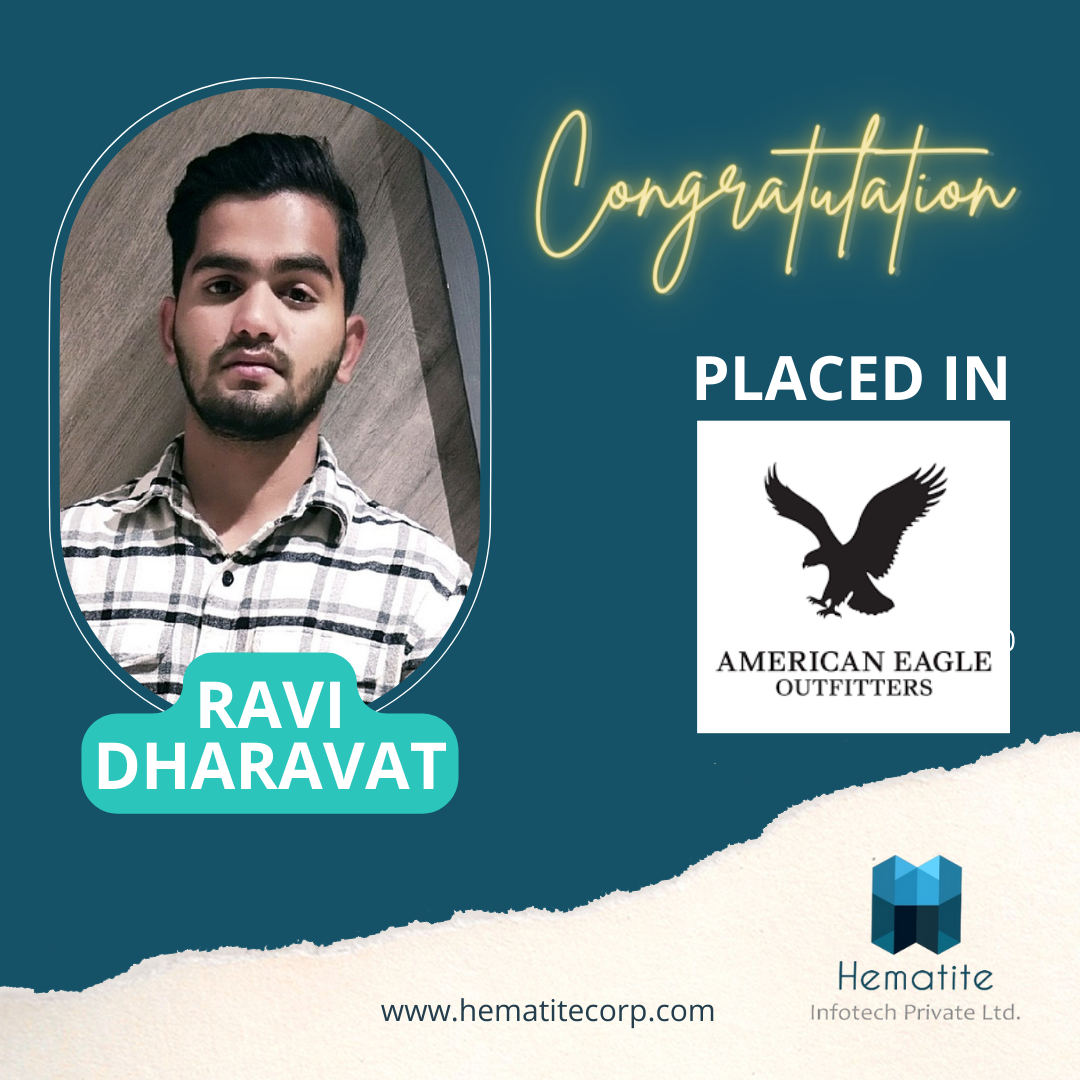 Congratulation
PLACED IN
AMERICAN EAGLE
OUTFITTERS
RAVI
DHARAVAT
Hematite
Infotech Private Ltd.
www.hematitecorp.com